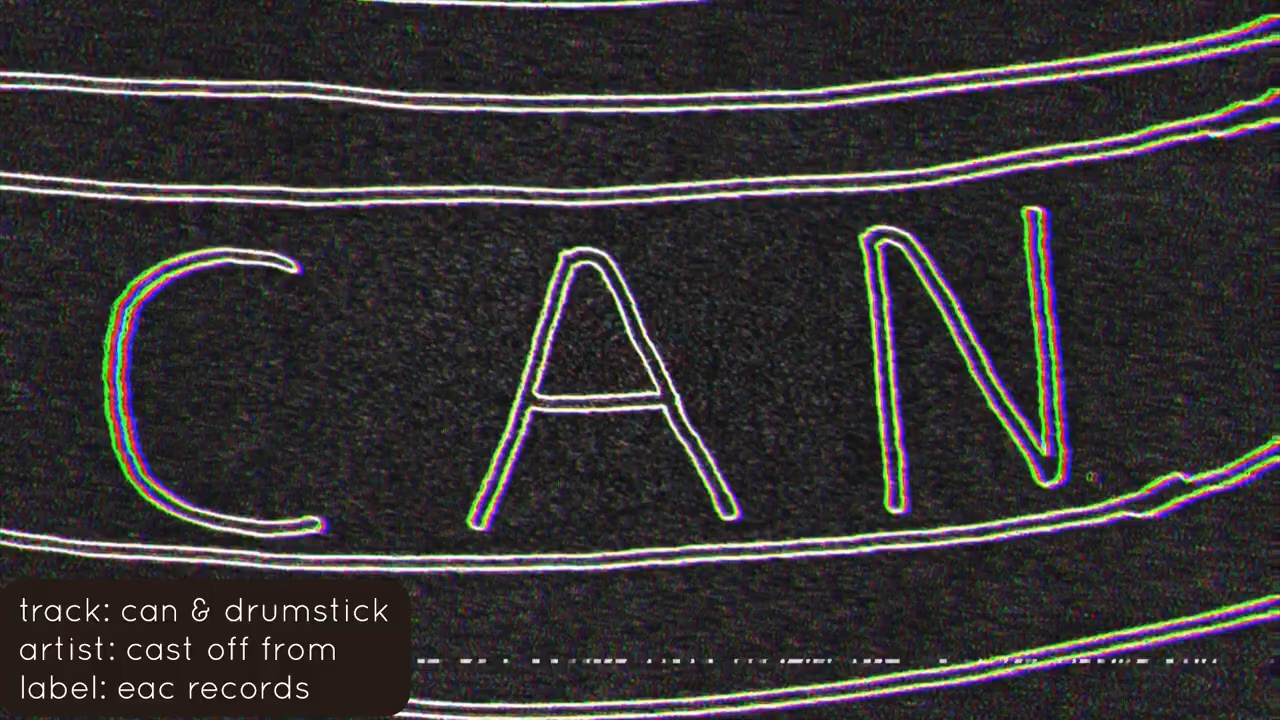 CAN
track: can & drumstick
artist: cast off from
label: eac records